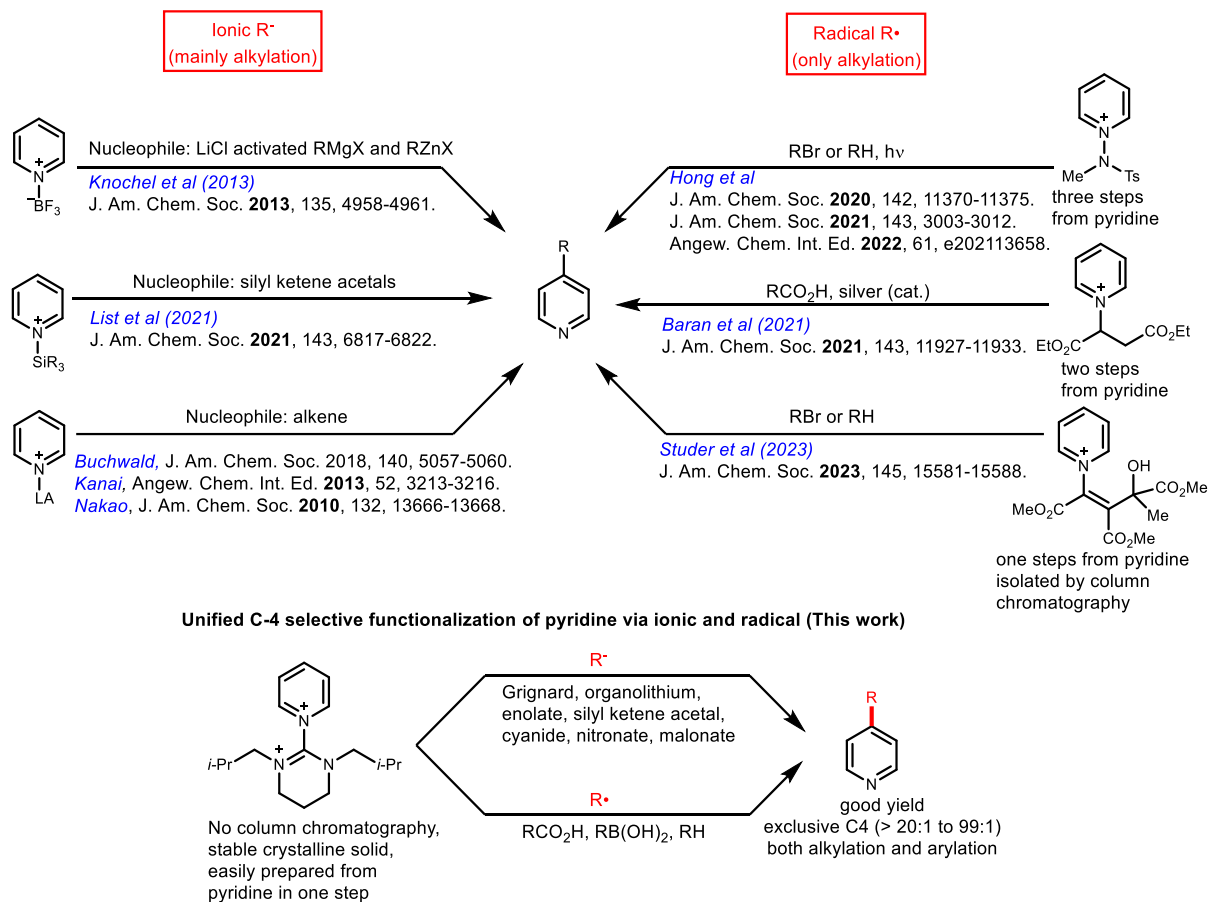 Ionic R-
(mainly alkylation)
Radical R•
(only alkylation)
N
+
-BF3
Nucleophile: LiCl activated RMgX and RZnX
Knochel et al (2013)
J. Am. Chem. Soc. 2013, 135, 4958-4961.
N
+
SiR3
Nucleophile: silyl ketene acetals
List et al (2021)
J. Am. Chem. Soc. 2021, 143, 6817-6822.
N
+
LA
Nucleophile: alkene
Buchwald, J. Am. Chem. Soc. 2018, 140, 5057-5060.
Kanai, Angew. Chem. Int. Ed. 2013, 52, 3213-3216.
Nakao, J. Am. Chem. Soc. 2010, 132, 13666-13668.
R
N
RBr or RH, hν
Hong et al
J. Am. Chem. Soc. 2020, 142, 11370-11375.
J. Am. Chem. Soc. 2021, 143, 3003-3012.
Angew. Chem. Int. Ed. 2022, 61, e202113658.
N
+
Me N Ts
three steps
from pyridine
RCO2H, silver (cat.)
Baran et al (2021)
J. Am. Chem. Soc. 2021, 143, 11927-11933.
N
+
CO2Et
EtO2C
two steps
from pyridine
RBr or RH
Studer et al (2023)
J. Am. Chem. Soc. 2023, 145, 15581-15588.
N
+
OH
CO2Me
MeO2C
Me
CO2Me
one steps from pyridine
isolated by column
chromatography
Unified C-4 selective functionalization of pyridine via ionic and radical (This work)
N
+
+
i-Pr N N i-Pr
No column chromatography,
stable crystalline solid,
easily prepared from
pyridine in one step
R-
Grignard, organolithium,
enolate, silyl ketene acetal,
cyanide, nitronate, malonate
R•
RCO2H, RB(OH)2, RH
R
N
good yield
exclusive C4 (> 20:1 to 99:1)
both alkylation and arylation